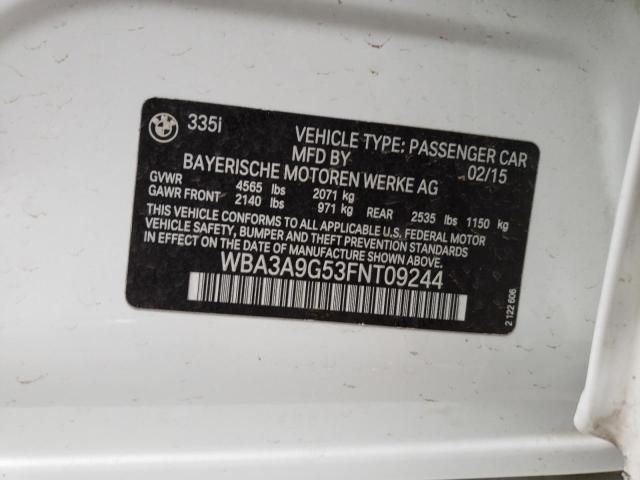 BMW
335i
VEHICLE TYPE: PASSENGER CAR
MFD BY 02/15
BAYERISCHE MOTOREN WERKE AG
GVWR 4565 lbs 2071 kg
GAWR FRONT 2140 lbs 971 kg REAR 2535 lbs 1150 kg
THIS VEHICLE CONFORMS TO ALL APPLICABLE U.S. FEDERAL MOTOR
VEHICLE SAFETY, BUMPER AND THEFT PREVENTION STANDARDS
IN EFFECT ON THE DATE OF MANUFACTURE SHOWN ABOVE.
WBA3A9G53FNT09244
2 122 606